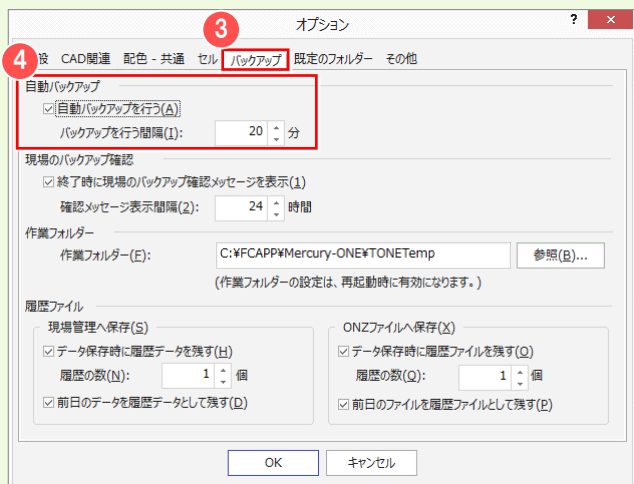 オプション
? ×
3
4
般 CAD関連 配色 - 共通 セル バックアップ 既定のフォルダー その他
自動バックアップ
自動バックアップを行う(A)
バックアップを行う間隔(I): 20 分
現場のバックアップ確認
終了時に現場のバックアップ確認メッセージを表示(1)
確認メッセージ表示間隔(2): 24 時間
作業フォルダー
作業フォルダー(F): C:¥FCAPP¥Mercury-ONE¥TONETemp 参照(B)...
(作業フォルダーの設定は、再起動時に有効になります。)
履歴ファイル
現場管理へ保存(S)
データ保存時に履歴データを残す(H)
履歴の数(N): 1 個
前日のデータを履歴データとして残す(D)
ONZファイルへ保存(X)
データ保存時に履歴ファイルを残す(O)
履歴の数(Q): 1 個
前日のファイルを履歴ファイルとして残す(P)
OK キャンセル